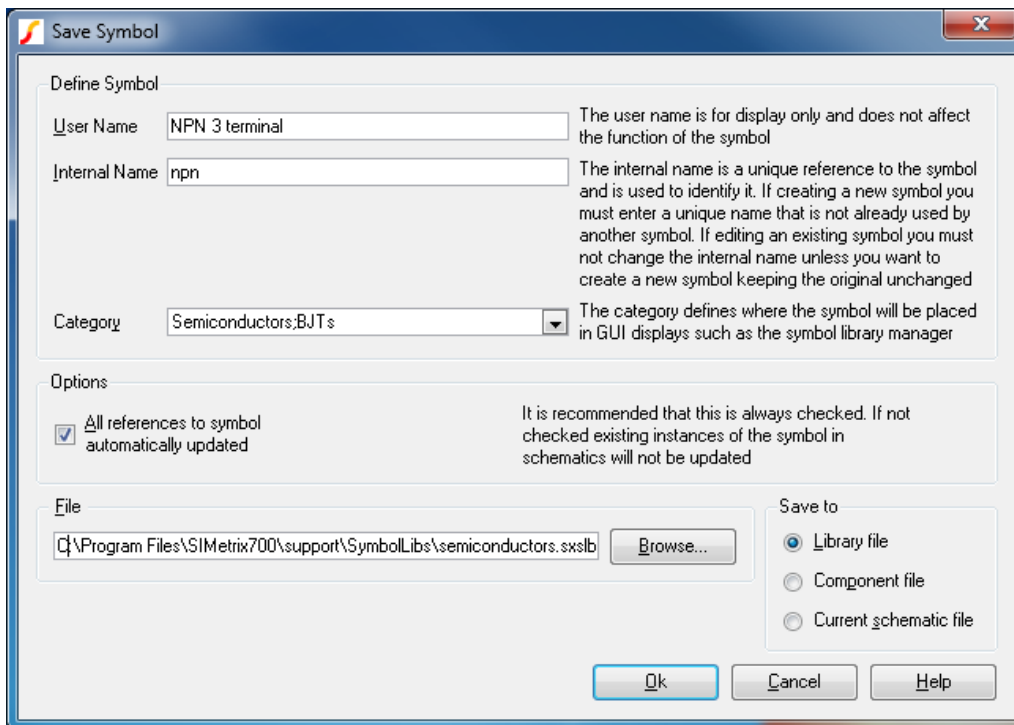 Save Symbol
Define Symbol
User Name
NPN 3 terminal
The user name is for display only and does not affect
the function of the symbol
Internal Name
npn
The internal name is a unique reference to the symbol
and is used to identify it. If creating a new symbol you
must enter a unique name that is not already used by
another symbol. If editing an existing symbol you must
not change the internal name unless you want to
create a new symbol keeping the original unchanged
Category
Semiconductors;BJTs
The category defines where the symbol will be placed
in GUI displays such as the symbol library manager
Options
All references to symbol
automatically updated
It is recommended that this is always checked. If not
checked existing instances of the symbol in
schematics will not be updated
File
C:\Program Files\SIMetrix700\support\SymbolLibs\semiconductors.sxslb
Browse...
Save to
Library file
Component file
Current schematic file
Ok
Cancel
Help